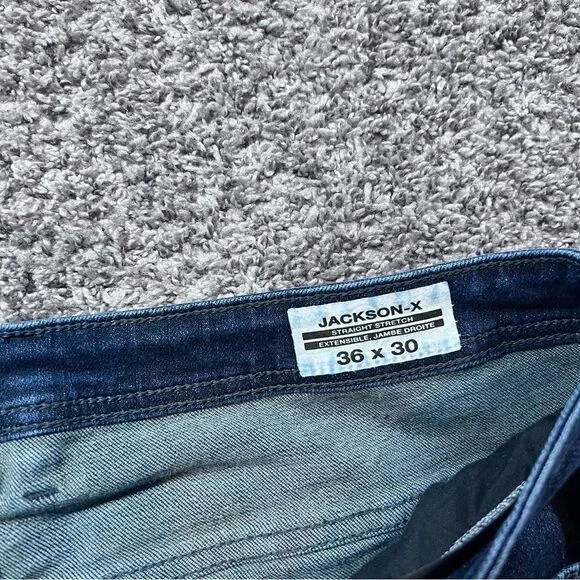 JACKSON-X
STRAIGHT STRETCH
EXTENSIBLE, JAMBE DROITE
36 x 30